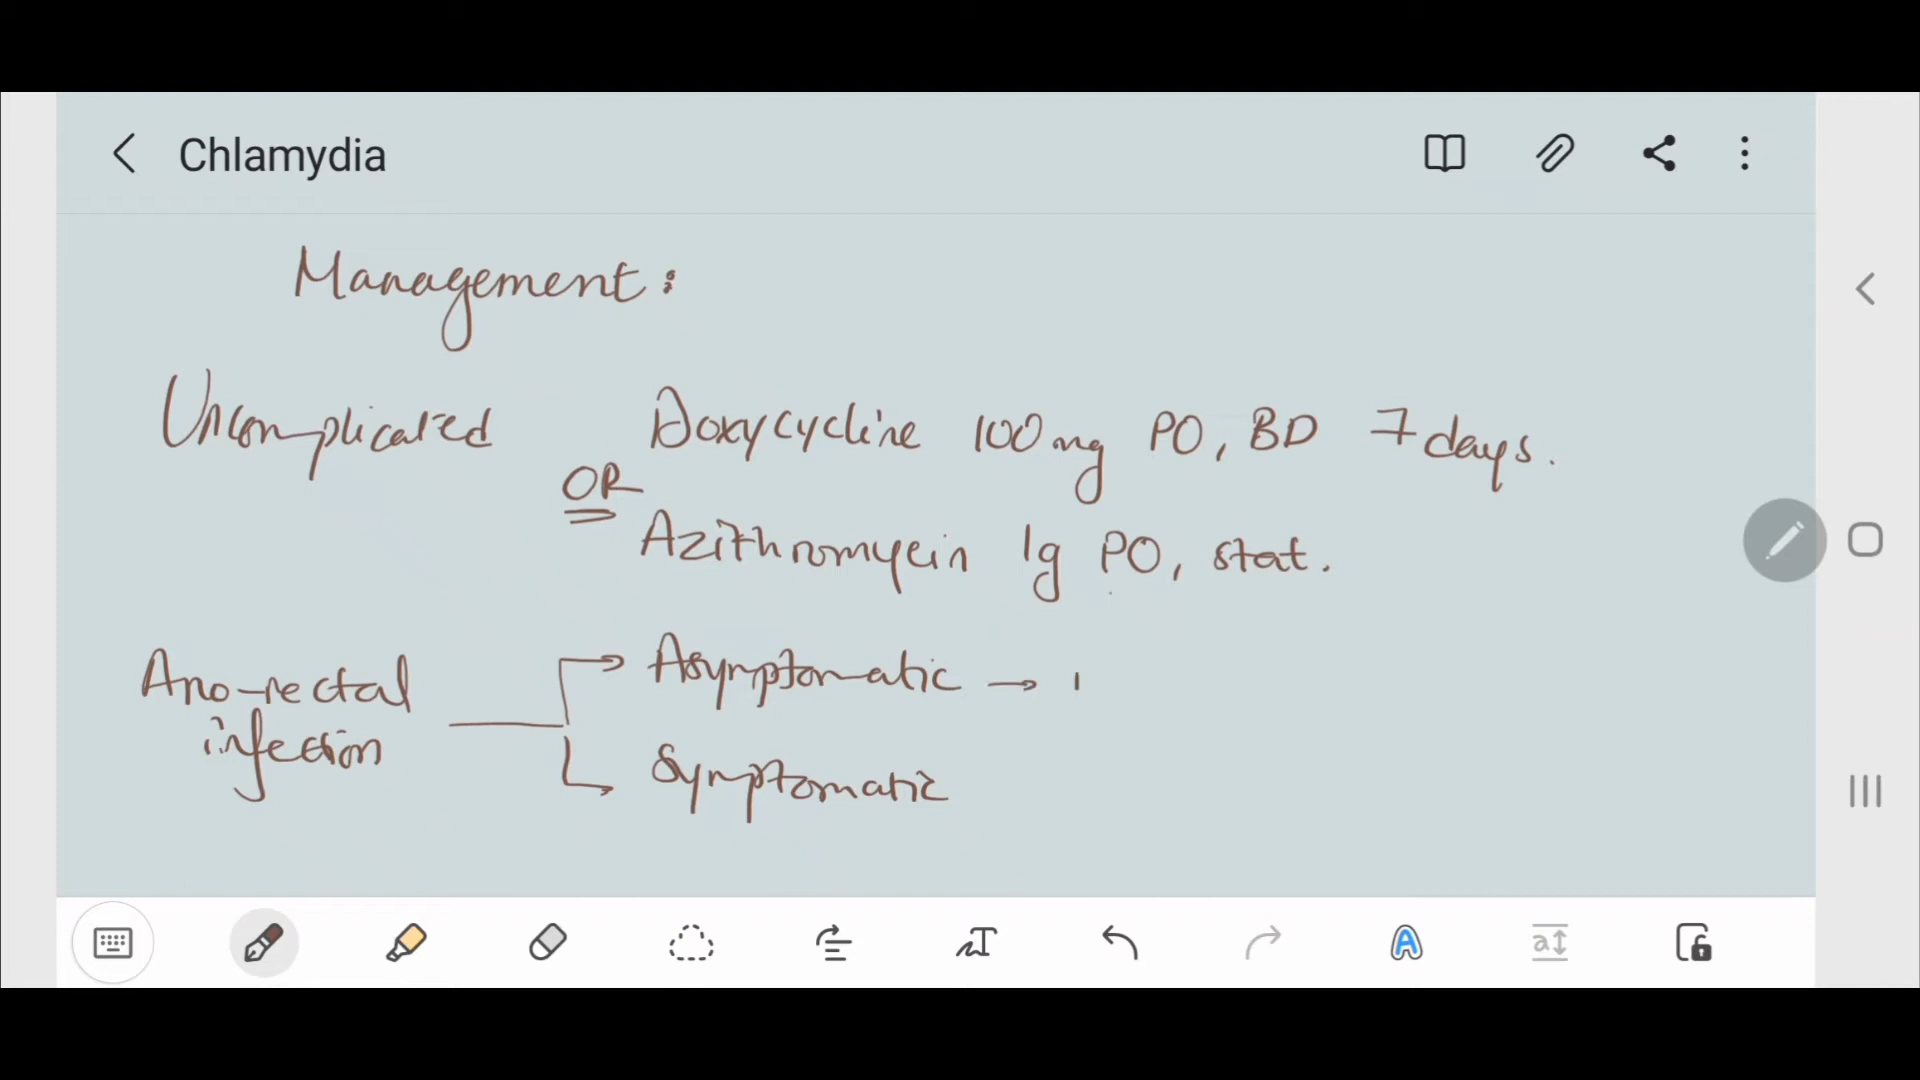 Chlamydia
Management:
Uncomplicated Doxycycline 100mg PO, BD 7 days.
OR
Azithromycin 1g PO, stat.
Ano-rectal infection
Asymptomatic →
Symptomatic